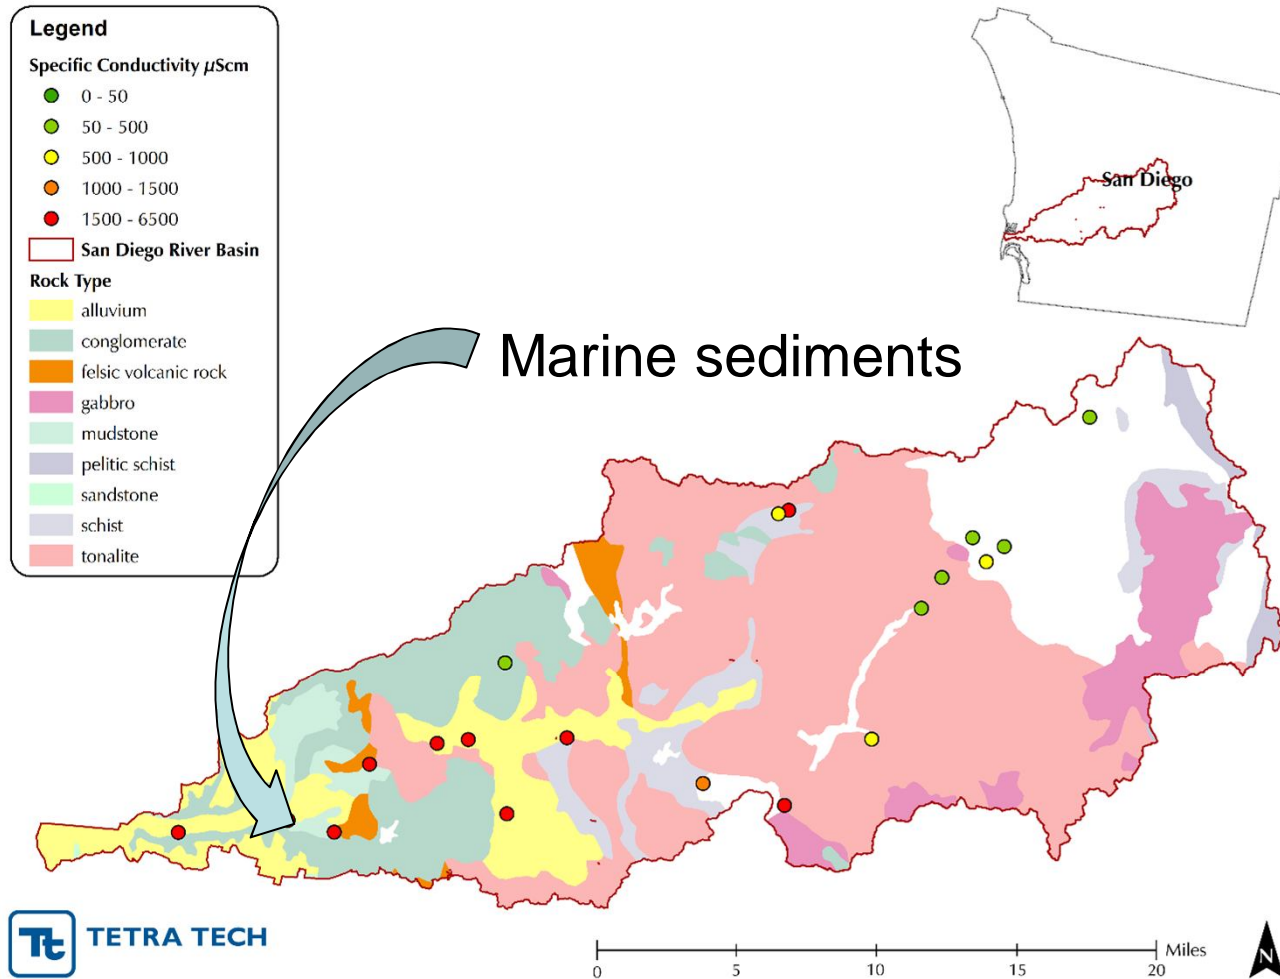 Legend
Specific Conductivity µScm
0 - 50
50 - 500
500 - 1000
1000 - 1500
1500 - 6500
San Diego River Basin
Rock Type
alluvium
conglomerate
felsic volcanic rock
gabbro
mudstone
pelitic schist
sandstone
schist
tonalite
San Diego
Marine sediments
Tt TETRA TECH
Miles
0 5 10 15 20
N